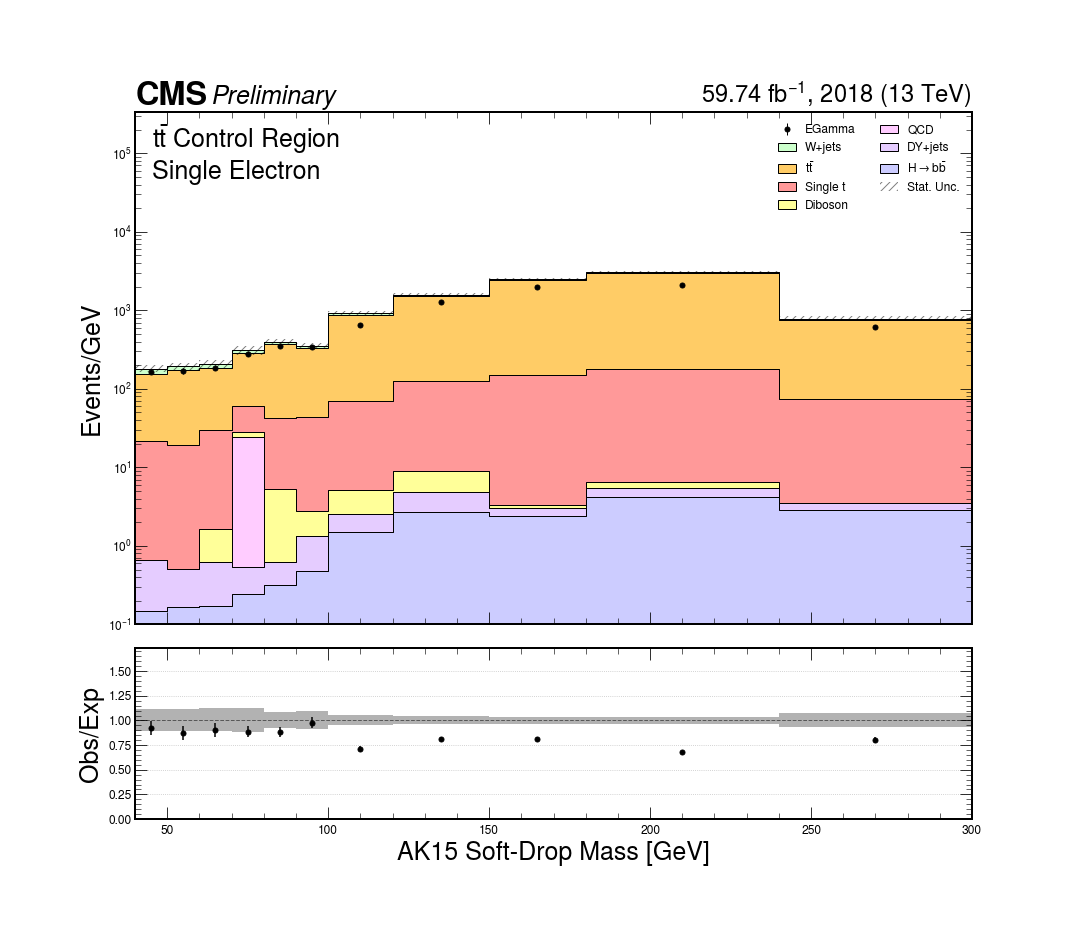 CMS Preliminary
59.74 fb⁻¹, 2018 (13 TeV)
tt̄ Control Region
Single Electron
EGamma
W+jets
tt̄
Single t
Diboson
QCD
DY+jets
H→bb̄
Stat. Unc.
Events/GeV
10⁵
10⁴
10³
10²
10¹
10⁰
10⁻¹
Obs/Exp
1.50
1.25
1.00
0.75
0.50
0.25
0.00
50 100 150 200 250 300
AK15 Soft-Drop Mass [GeV]